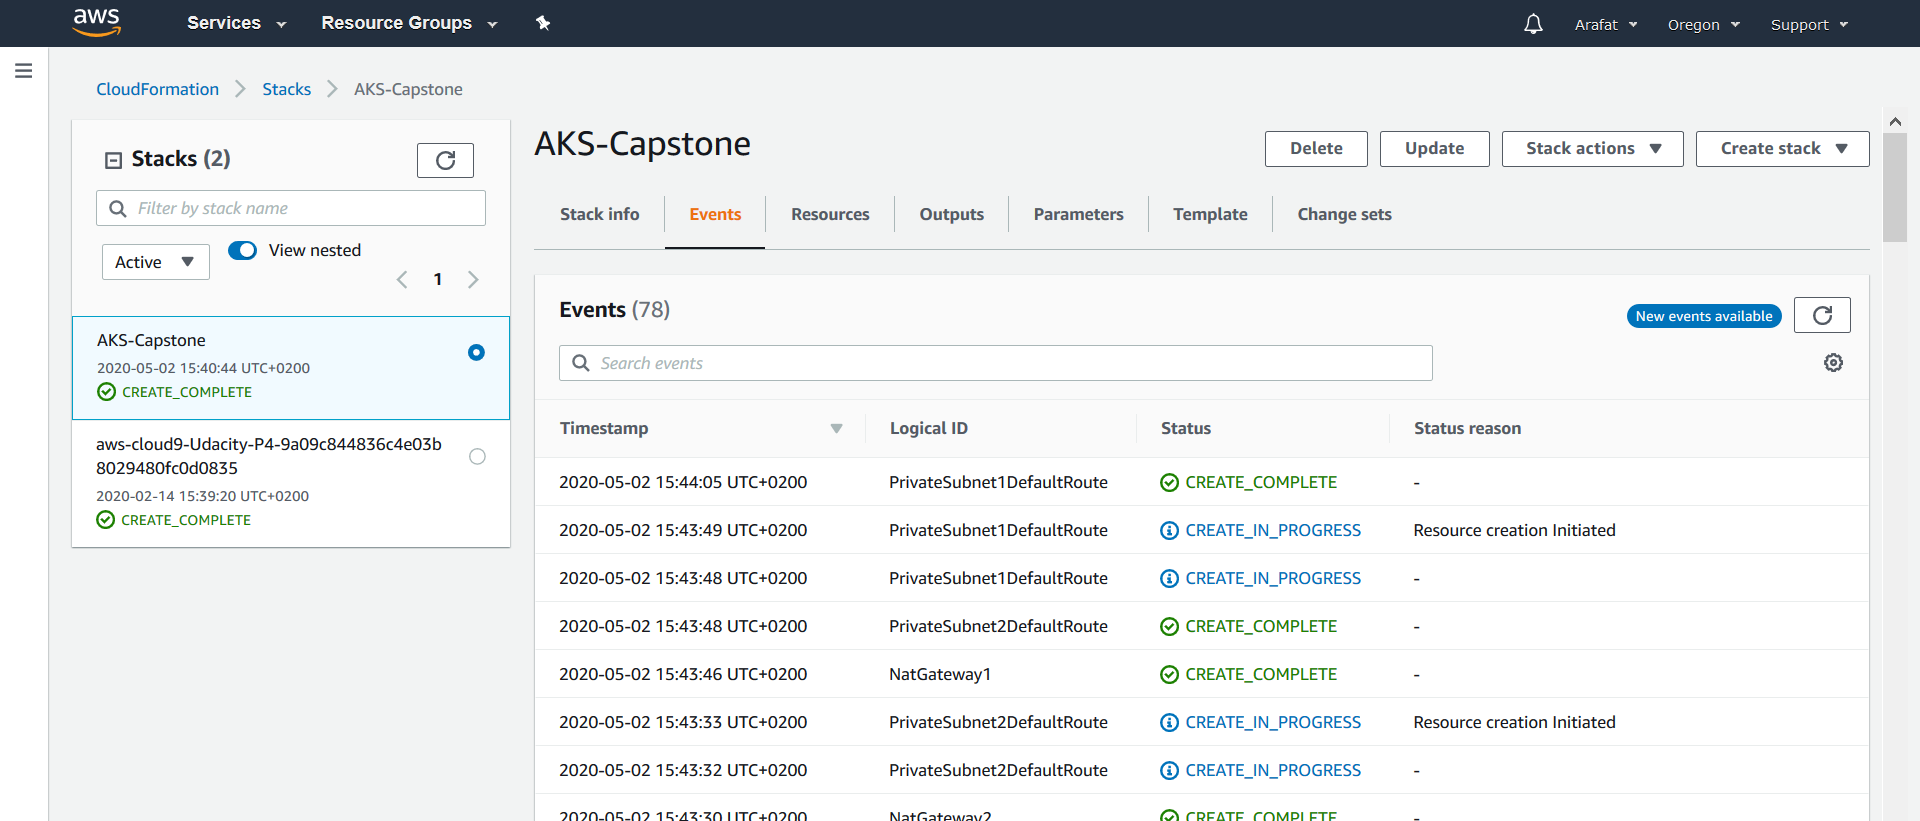 aws Services Resource Groups Arafat Oregon Support
CloudFormation Stacks AKS-Capstone
Stacks (2)
Filter by stack name
Active View nested
1
AKS-Capstone
2020-05-02 15:40:44 UTC+0200
CREATE_COMPLETE
aws-cloud9-Udacity-P4-9a09c844836c4e03b
8029480fc0d0835
2020-02-14 15:39:20 UTC+0200
CREATE_COMPLETE
AKS-Capstone
Delete Update Stack actions Create stack
Stack info Events Resources Outputs Parameters Template Change sets
Events (78)
New events available
Search events
Timestamp Logical ID Status Status reason
2020-05-02 15:44:05 UTC+0200 PrivateSubnet1DefaultRoute CREATE_COMPLETE -
2020-05-02 15:43:49 UTC+0200 PrivateSubnet1DefaultRoute CREATE_IN_PROGRESS Resource creation Initiated
2020-05-02 15:43:48 UTC+0200 PrivateSubnet1DefaultRoute CREATE_IN_PROGRESS -
2020-05-02 15:43:48 UTC+0200 PrivateSubnet2DefaultRoute CREATE_COMPLETE -
2020-05-02 15:43:46 UTC+0200 NatGateway1 CREATE_COMPLETE -
2020-05-02 15:43:33 UTC+0200 PrivateSubnet2DefaultRoute CREATE_IN_PROGRESS Resource creation Initiated
2020-05-02 15:43:32 UTC+0200 PrivateSubnet2DefaultRoute CREATE_IN_PROGRESS -
2020-05-02 15:43:30 UTC+0200 NatGateway2 CREATE_COMPLETE -